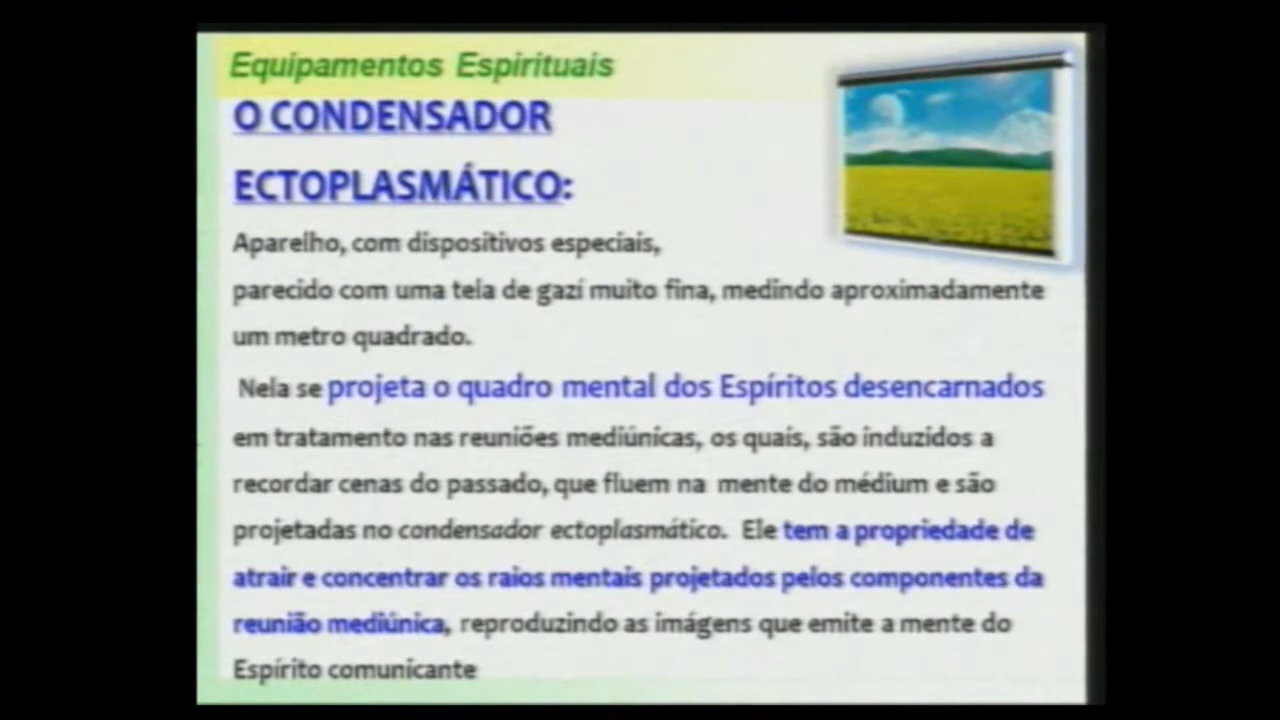 Equipamentos Espirituais
O CONDENSADOR
ECTOPLASMÁTICO:
Aparelho, com dispositivos especiais,
parecido com uma tela de gazí muito fina, medindo aproximadamente
um metro quadrado.
Nela se projeta o quadro mental dos Espíritos desencarnados
em tratamento nas reuniões mediúnicas, os quais, são induzidos a
recordar cenas do passado, que fluem na mente do médium e são
projetadas no condensador ectoplasmático. Ele tem a propriedade de
atrair e concentrar os raios mentais projetados pelos componentes da
reunião mediúnica, reproduzindo as imágens que emite a mente do
Espírito comunicante